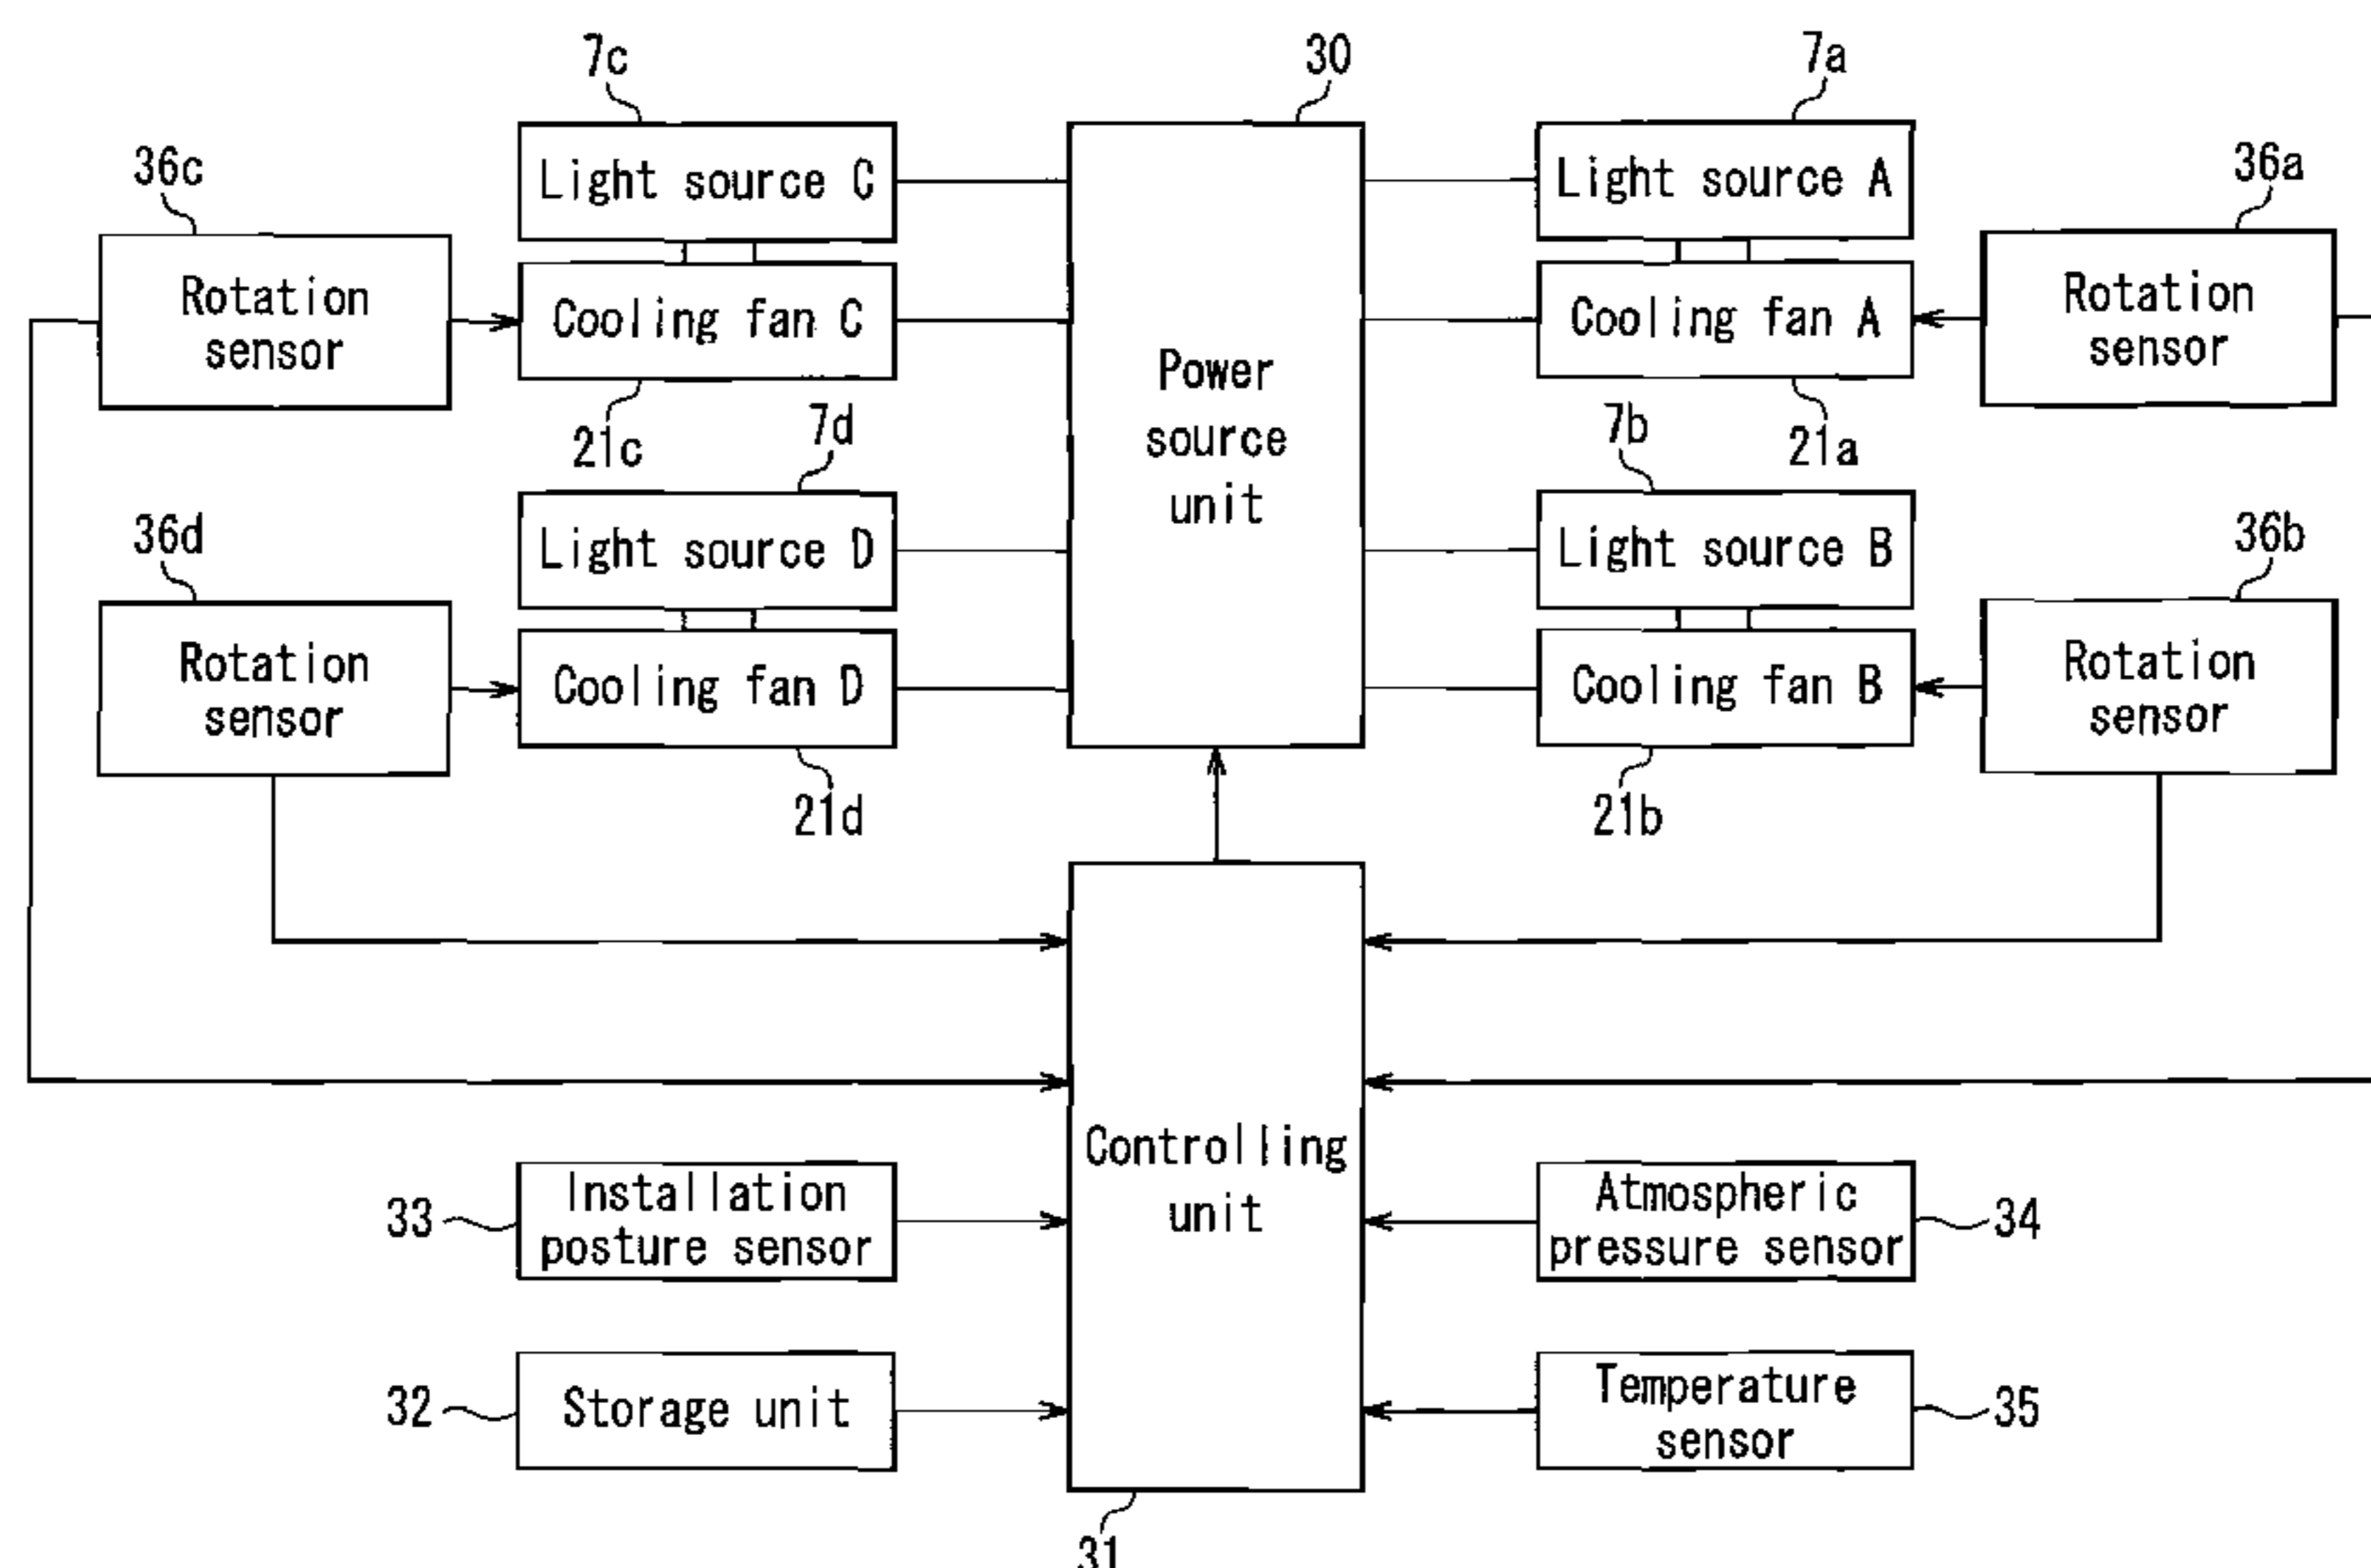 7c
30
7a
36c
Light source C
Light source A
36a
Rotation
sensor
Cooling fan C
Power
source
unit
Cooling fan A
Rotation
sensor
21c
7d
7b
21a
36d
Light source D
Light source B
36b
Rotation
sensor
Cooling fan D
Cooling fan B
Rotation
sensor
21d
21b
Controlling
unit
33
Installation
posture sensor
Atmospheric
pressure sensor
34
32
Storage unit
Temperature
sensor
35
31